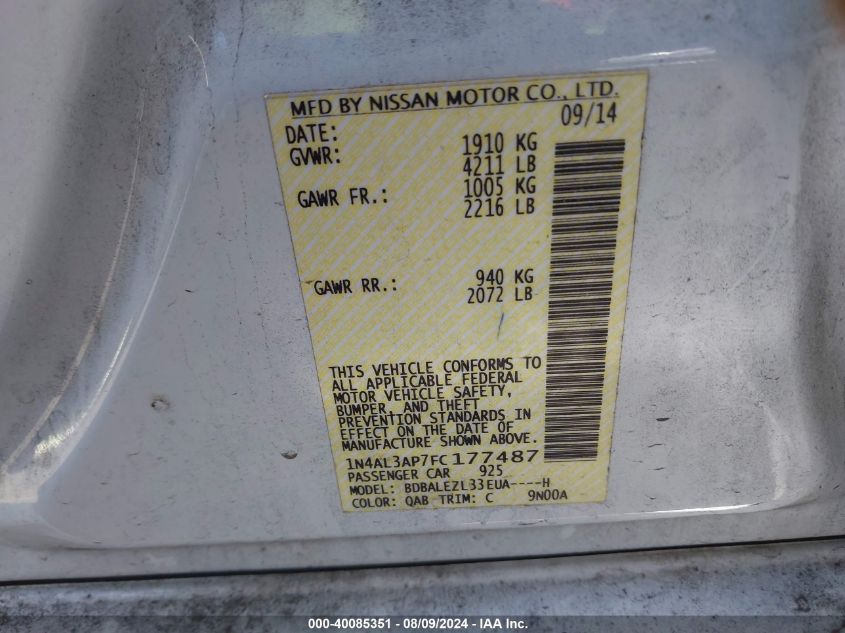 MFD BY NISSAN MOTOR CO., LTD.
DATE: 09/14
GVWR: 1910 KG
4211 LB
GAWR FR.: 1005 KG
2216 LB
GAWR RR.: 940 KG
2072 LB
THIS VEHICLE CONFORMS TO
ALL APPLICABLE FEDERAL
MOTOR VEHICLE SAFETY,
BUMPER, AND THEFT
PREVENTION STANDARDS IN
EFFECT ON THE DATE OF
MANUFACTURE SHOWN ABOVE.
1N4AL3AP7FC177487
PASSENGER CAR 925
MODEL: BDBALEZL33EUA----H
COLOR: QAB TRIM: C 9N00A
000-40085351 - 08/09/2024 - IAA Inc.